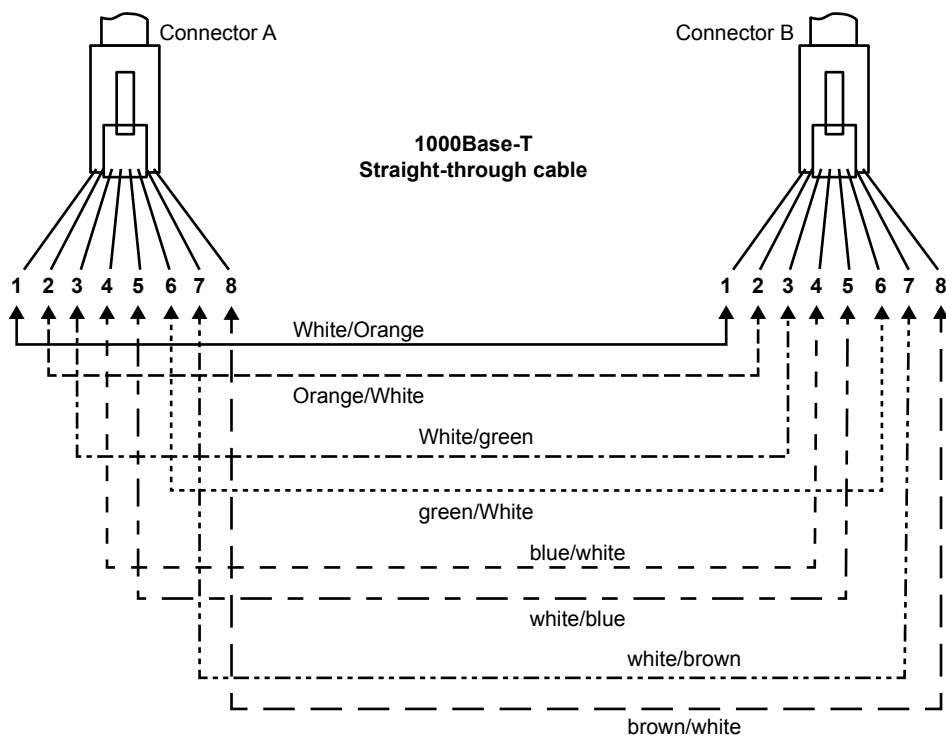 Connector A
Connector B
1000Base-T
Straight-through cable
1 2 3 4 5 6 7 8
1 2 3 4 5 6 7 8
White/Orange
Orange/White
White/green
green/White
blue/white
white/blue
white/brown
brown/white